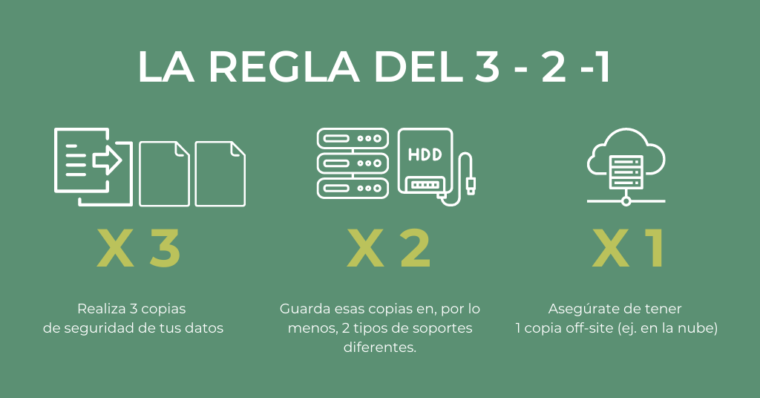 LA REGLA DEL 3 - 2 -1
HDD
X 3
X 2
X 1
Realiza 3 copias
de seguridad de tus datos
Guarda esas copias en, por lo
menos, 2 tipos de soportes
diferentes.
Asegúrate de tener
1 copia off-site (ej. en la nube)